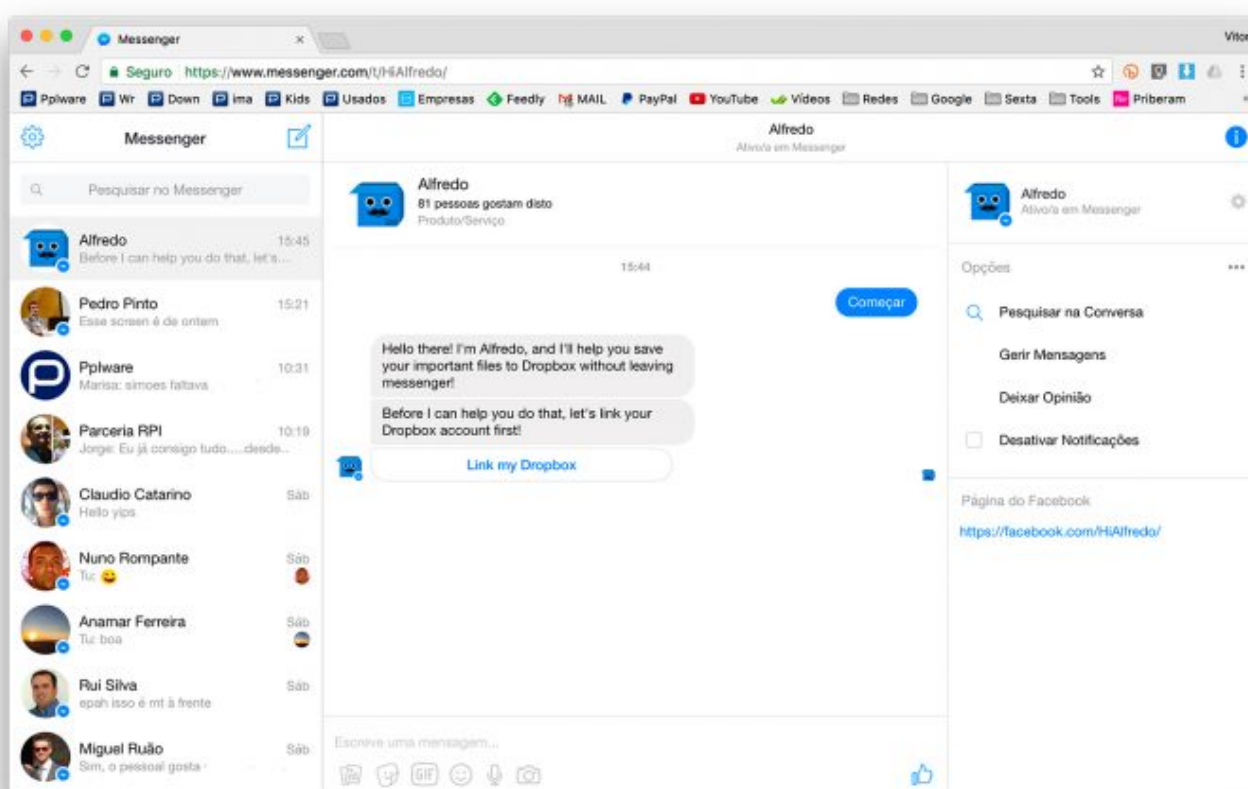 Messenger
Vitor
Seguro https://www.messenger.com/t/HiAlfredo/
Pplware Wr Down ima Kids Usados Empresas Feedly MAIL PayPal YouTube Vídeos Redes Google Sexta Tools Priberam
Messenger
Pesquisar no Messenger
Alfredo 15:45
Before I can help you do that, let's...
Pedro Pinto 15:21
Esse screen é de ontem
Pplware 10:31
Marisa: simoes faltava
Parceria RPI 10:19
Jorge: Eu já consigo tudo.....desde...
Claudio Catarino Sáb
Hello yips
Nuno Rompante Sáb
Tu: 😄
Anamar Ferreira Sáb
Tu: boa
Rui Silva Sáb
epah isso é mt à frente
Miguel Ruão Sáb
Sim, o pessoal gosta
Alfredo
Ativo/a em Messenger
Alfredo
81 pessoas gostam disto
Produto/Serviço
15:44
Começar
Hello there! I'm Alfredo, and I'll help you save
your important files to Dropbox without leaving
messenger!
Before I can help you do that, let's link your
Dropbox account first!
Link my Dropbox
Escreve uma mensagem...
GIF
Alfredo
Ativo/a em Messenger
Opções
Pesquisar na Conversa
Gerir Mensagens
Deixar Opinião
Desativar Notificações
Página do Facebook
https://facebook.com/HiAlfredo/